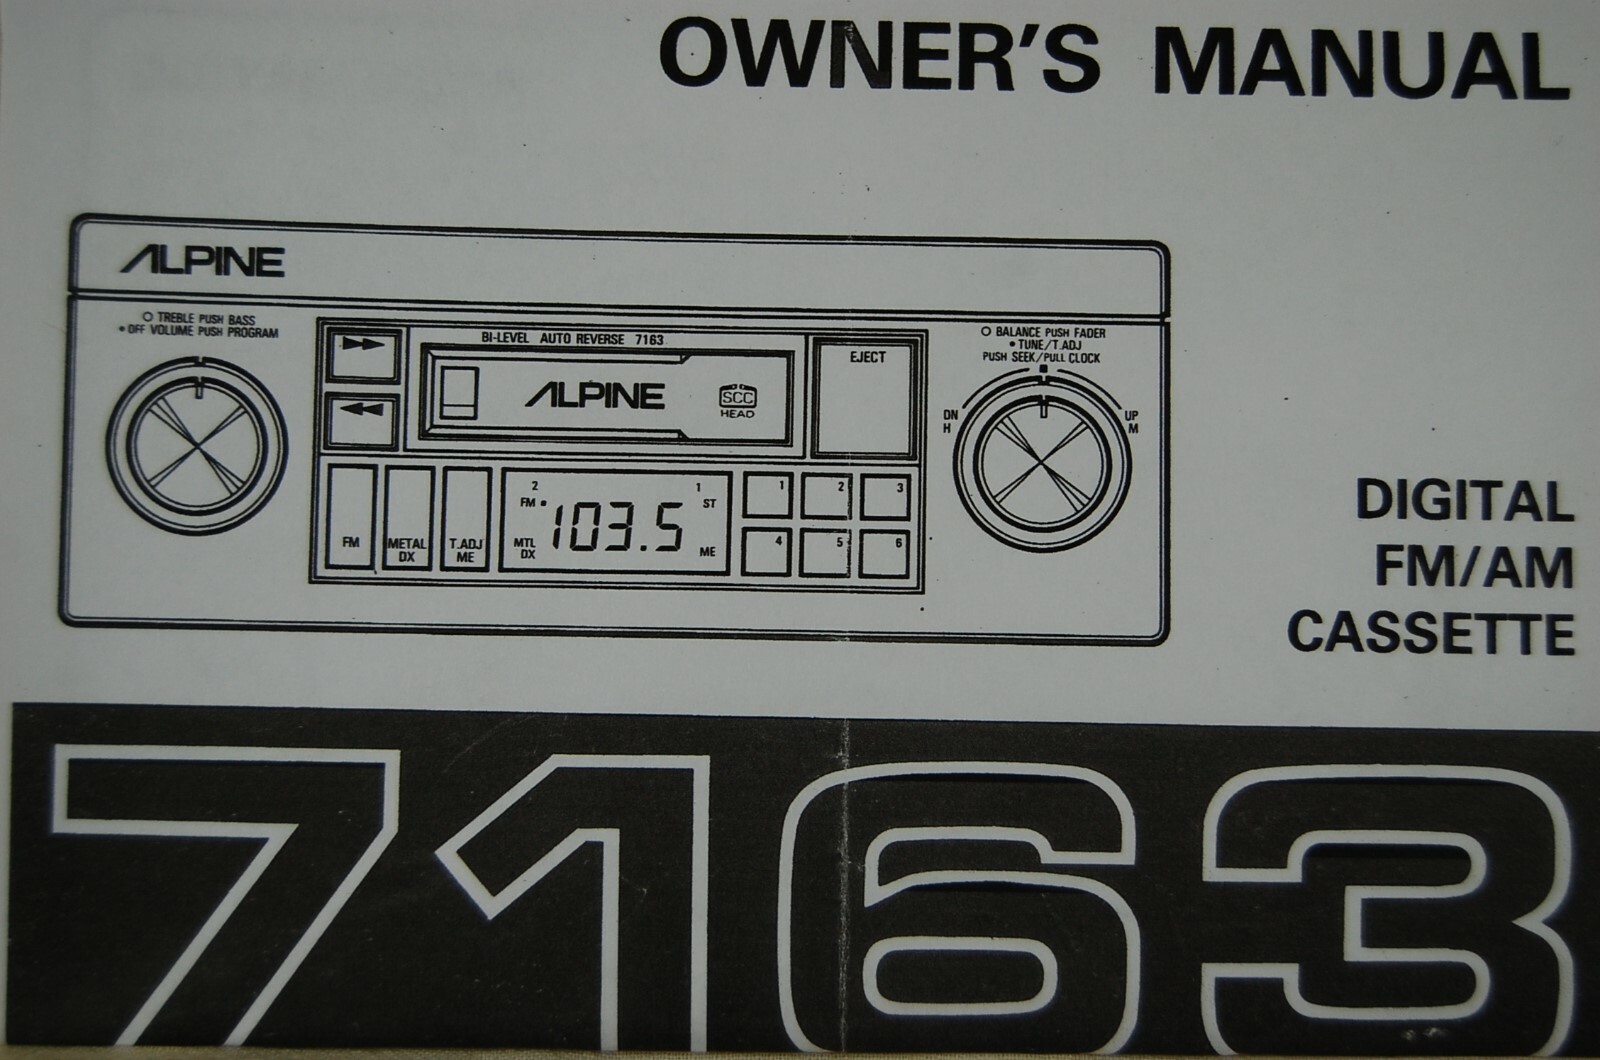 OWNER'S MANUAL
ALPINE
○ TREBLE PUSH BASS
• OFF VOLUME PUSH PROGRAM
BI-LEVEL AUTO REVERSE 7163
ALPINE
SCC
HEAD
EJECT
○ BALANCE PUSH FADER
• TUNE/T.ADJ
PUSH SEEK/PULL CLOCK
DN
H
UP
M
FM
METAL
DX
T.ADJ
ME
2
FM •
MTL
DX
103.5
1
ST
ME
1
2
3
4
5
6
DIGITAL
FM/AM
CASSETTE
7163